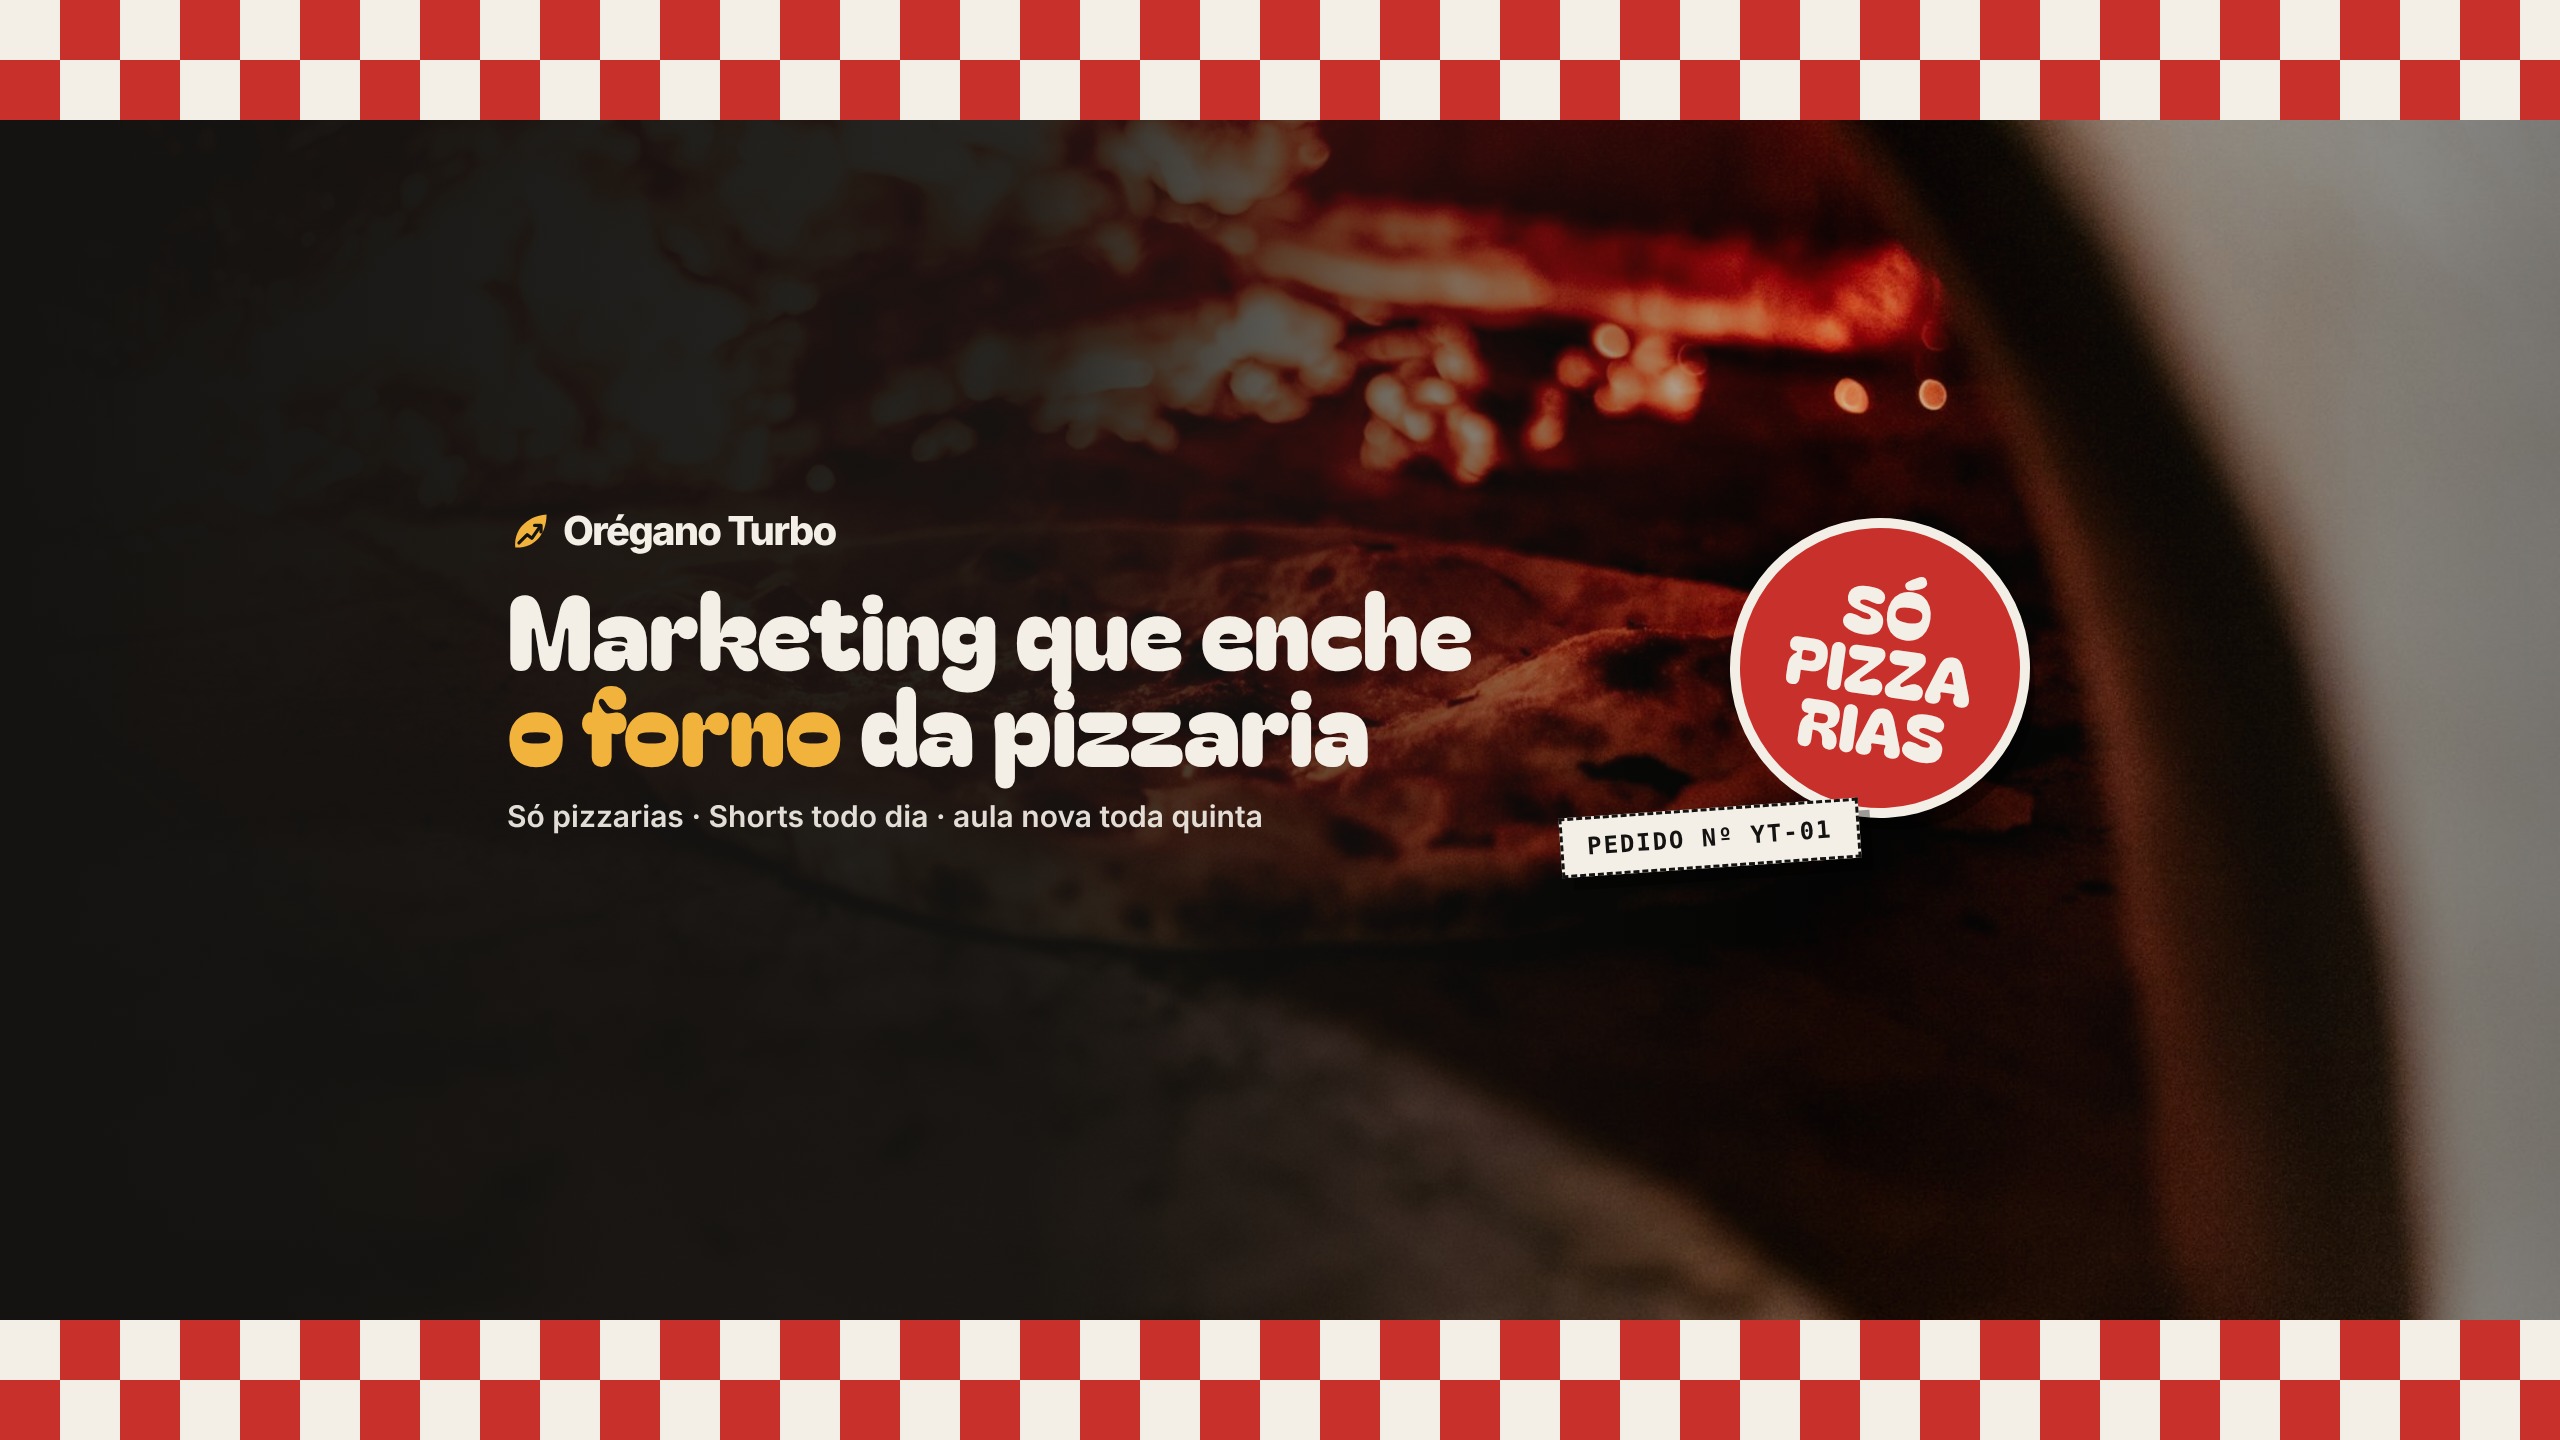 Orégano Turbo
Marketing que enche
o forno da pizzaria
Só pizzarias · Shorts todo dia · aula nova toda quinta
SÓ
PIZZA
RIAS
PEDIDO Nº YT-01